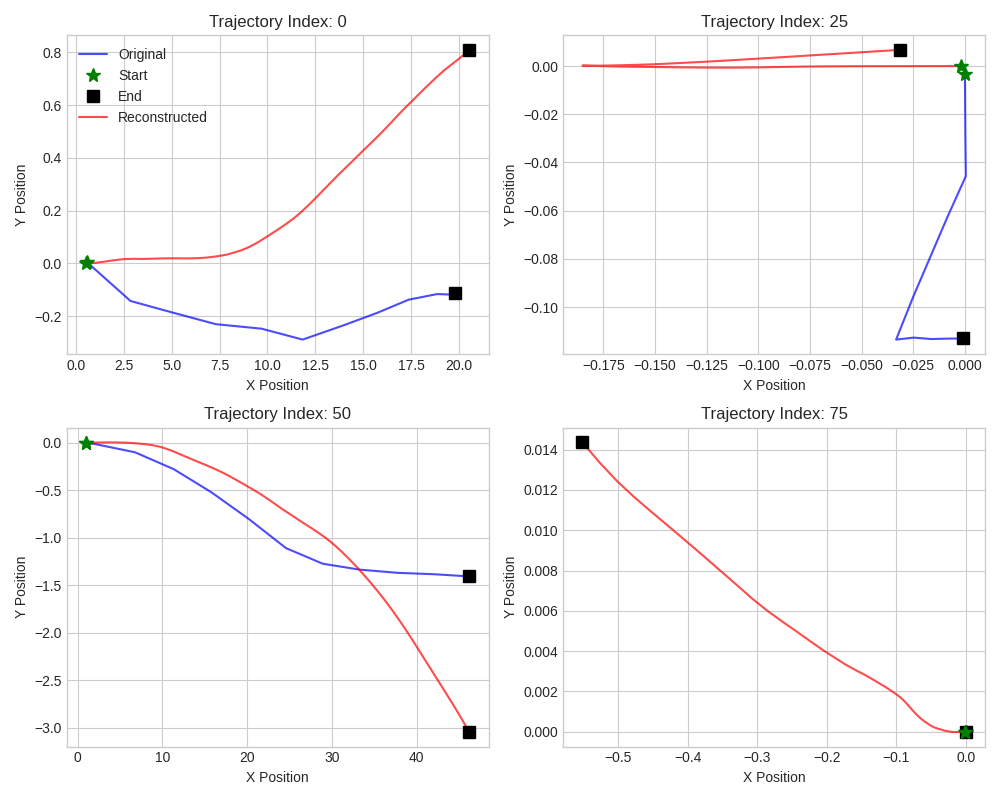 Trajectory Index: 0
Original
Start
End
Reconstructed
0.8
0.6
0.4
0.2
0.0
−0.2
Y Position
0.0 2.5 5.0 7.5 10.0 12.5 15.0 17.5 20.0
X Position
Trajectory Index: 25
0.00
−0.02
−0.04
−0.06
−0.08
−0.10
Y Position
−0.175 −0.150 −0.125 −0.100 −0.075 −0.050 −0.025 0.000
X Position
Trajectory Index: 50
0.0
−0.5
−1.0
−1.5
−2.0
−2.5
−3.0
Y Position
0 10 20 30 40
X Position
Trajectory Index: 75
0.014
0.012
0.010
0.008
0.006
0.004
0.002
0.000
Y Position
−0.5 −0.4 −0.3 −0.2 −0.1 0.0
X Position